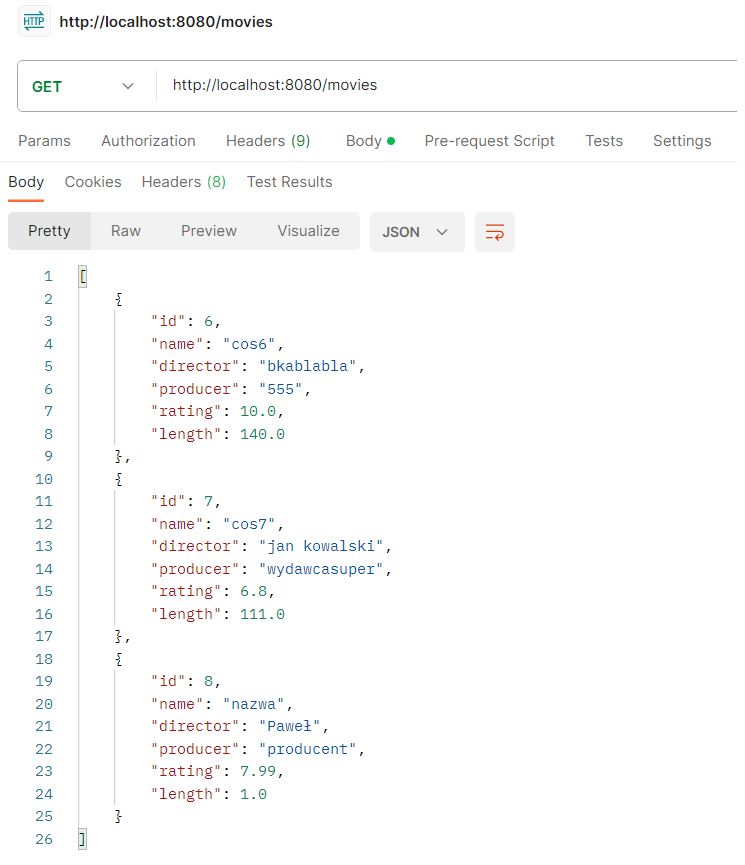 HTTP http://localhost:8080/movies
GET http://localhost:8080/movies
Params Authorization Headers (9) Body Pre-request Script Tests Settings
Body Cookies Headers (8) Test Results
Pretty Raw Preview Visualize JSON
1 [
2 {
3 "id": 6,
4 "name": "cos6",
5 "director": "bkablabla",
6 "producer": "555",
7 "rating": 10.0,
8 "length": 140.0
9 },
10 {
11 "id": 7,
12 "name": "cos7",
13 "director": "jan kowalski",
14 "producer": "wydawcasuper",
15 "rating": 6.8,
16 "length": 111.0
17 },
18 {
19 "id": 8,
20 "name": "nazwa",
21 "director": "Paweł",
22 "producer": "producent",
23 "rating": 7.99,
24 "length": 1.0
25 }
26 ]